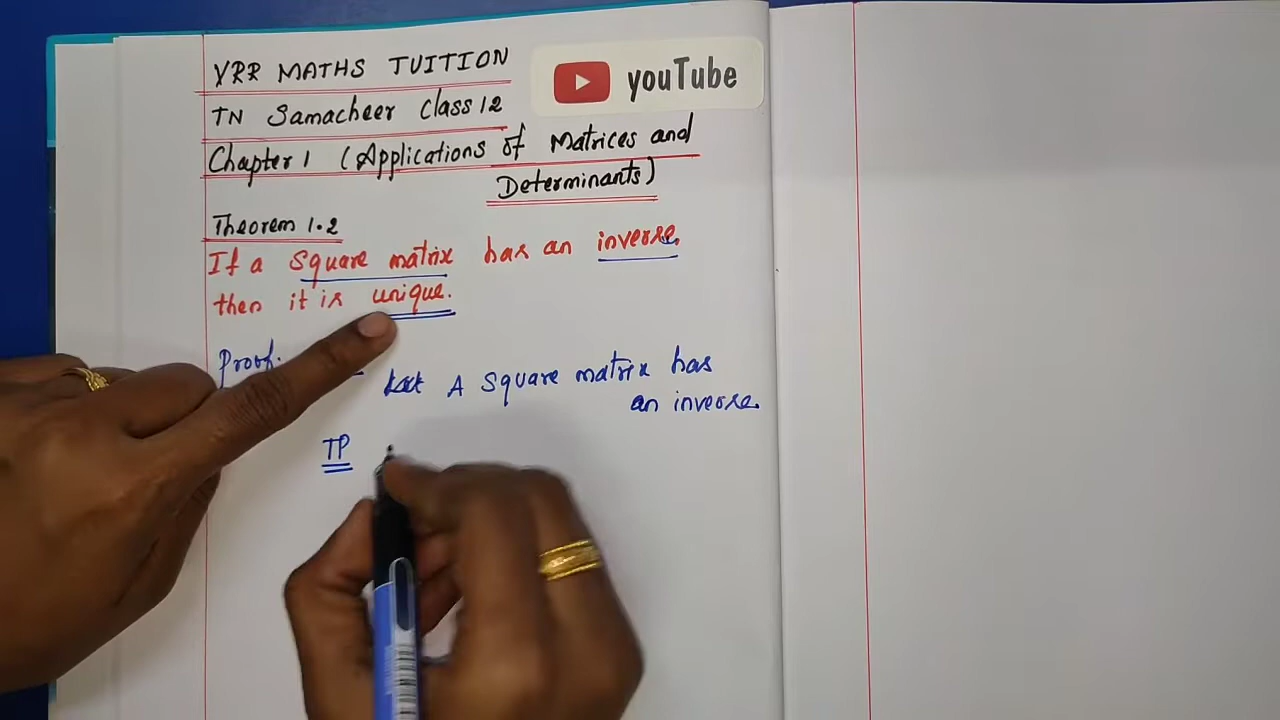 YRR MATHS TUITION
youTube
TN Samacheer Class 12
Chapter 1 (Applications of Matrices and
Determinants)
Theorem 1.2
If a square matrix has an inverse,
then it is unique.
Proof:
Let A square matrix has
an inverse.
TP